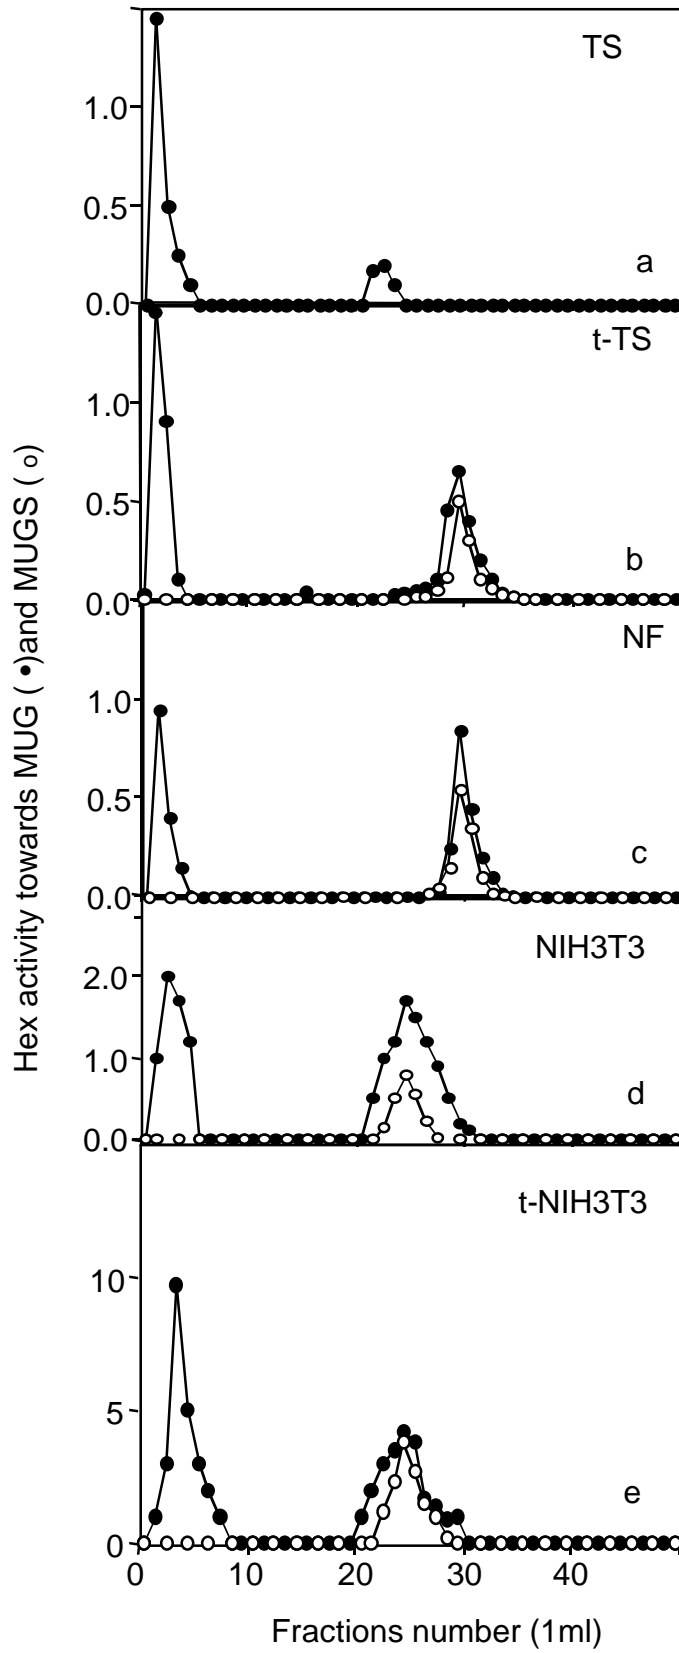 TS
1.0
0.5
a
0.0
t-TS
1.0
0.5
b
0.0
NF
1.0
0.5
c
0.0
NIH3T3
2.0
1.0
d
0.0
t-NIH3T3
10
5
e
0
0 10 20 30 40
Fractions number (1ml)
Hex activity towards MUG ( •)and MUGS ( o)